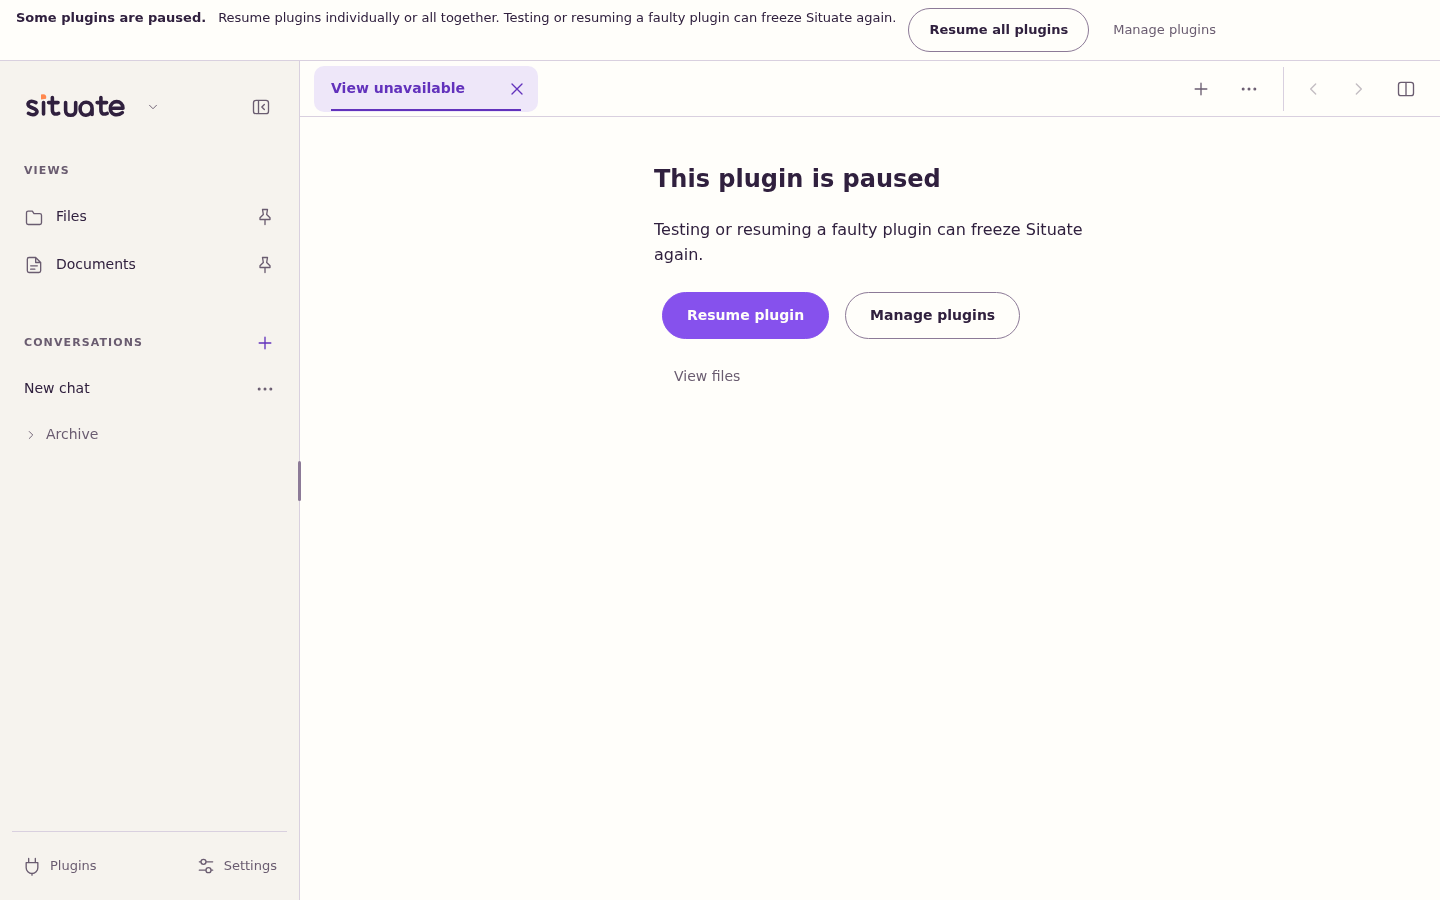 Some plugins are paused. Resume plugins individually or all together. Testing or resuming a faulty plugin can freeze Situate again. Resume all plugins Manage plugins
situate
View unavailable
VIEWS
Files
Documents
CONVERSATIONS
New chat
Archive
This plugin is paused
Testing or resuming a faulty plugin can freeze Situate
again.
Resume plugin Manage plugins
View files
Plugins Settings